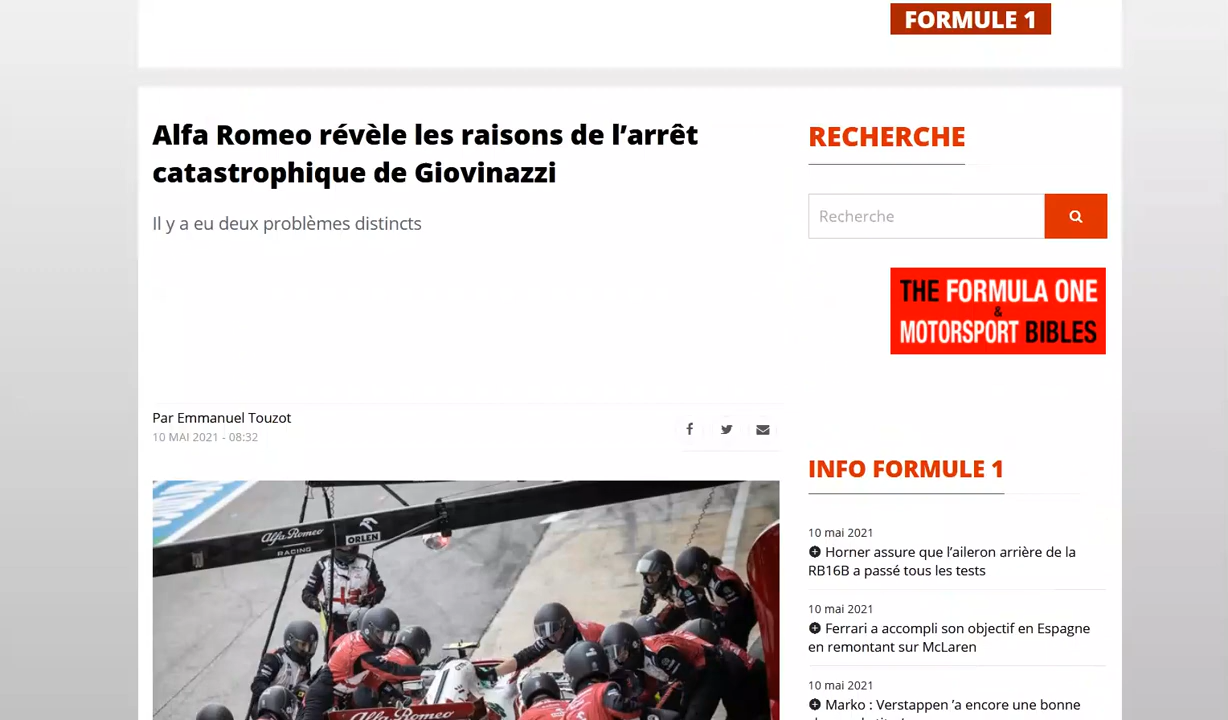 FORMULE 1
Alfa Romeo révèle les raisons de l’arrêt
catastrophique de Giovinazzi
Il y a eu deux problèmes distincts
Par Emmanuel Touzot
10 MAI 2021 - 08:32
Alfa Romeo
RACING
ORLEN
Alfa Romeo
RECHERCHE
Recherche
THE FORMULA ONE
&
MOTORSPORT BIBLES
INFO FORMULE 1
10 mai 2021
Horner assure que l’aileron arrière de la
RB16B a passé tous les tests
10 mai 2021
Ferrari a accompli son objectif en Espagne
en remontant sur McLaren
10 mai 2021
Marko : Verstappen ’a encore une bonne